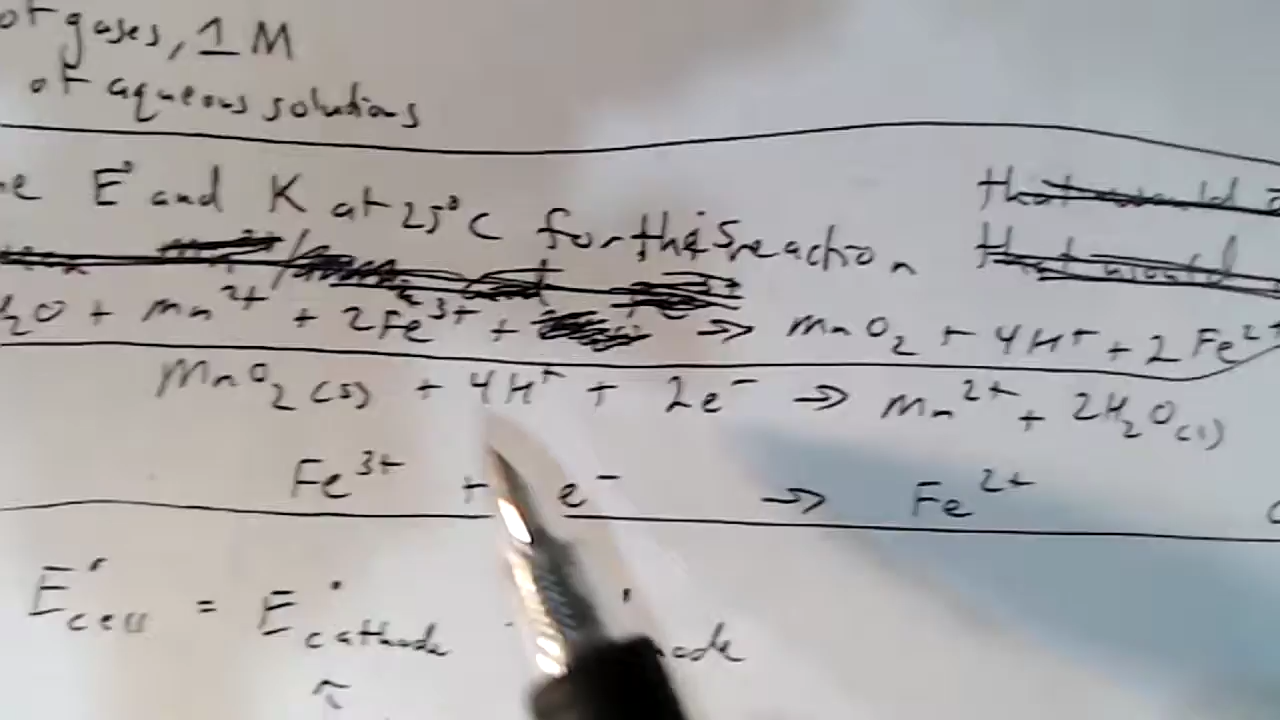 of gases, 1 M
of aqueous solutions
E° and K at 25°C for this reaction
+ Mn²⁺ + 2Fe³⁺ + → MnO₂ + 4H⁺ + 2Fe²⁺
MnO₂(s) + 4H⁺ + 2e⁻ → Mn²⁺ + 2H₂O(l)
Fe³⁺ + e⁻ → Fe²⁺
E°cell = E°cathode